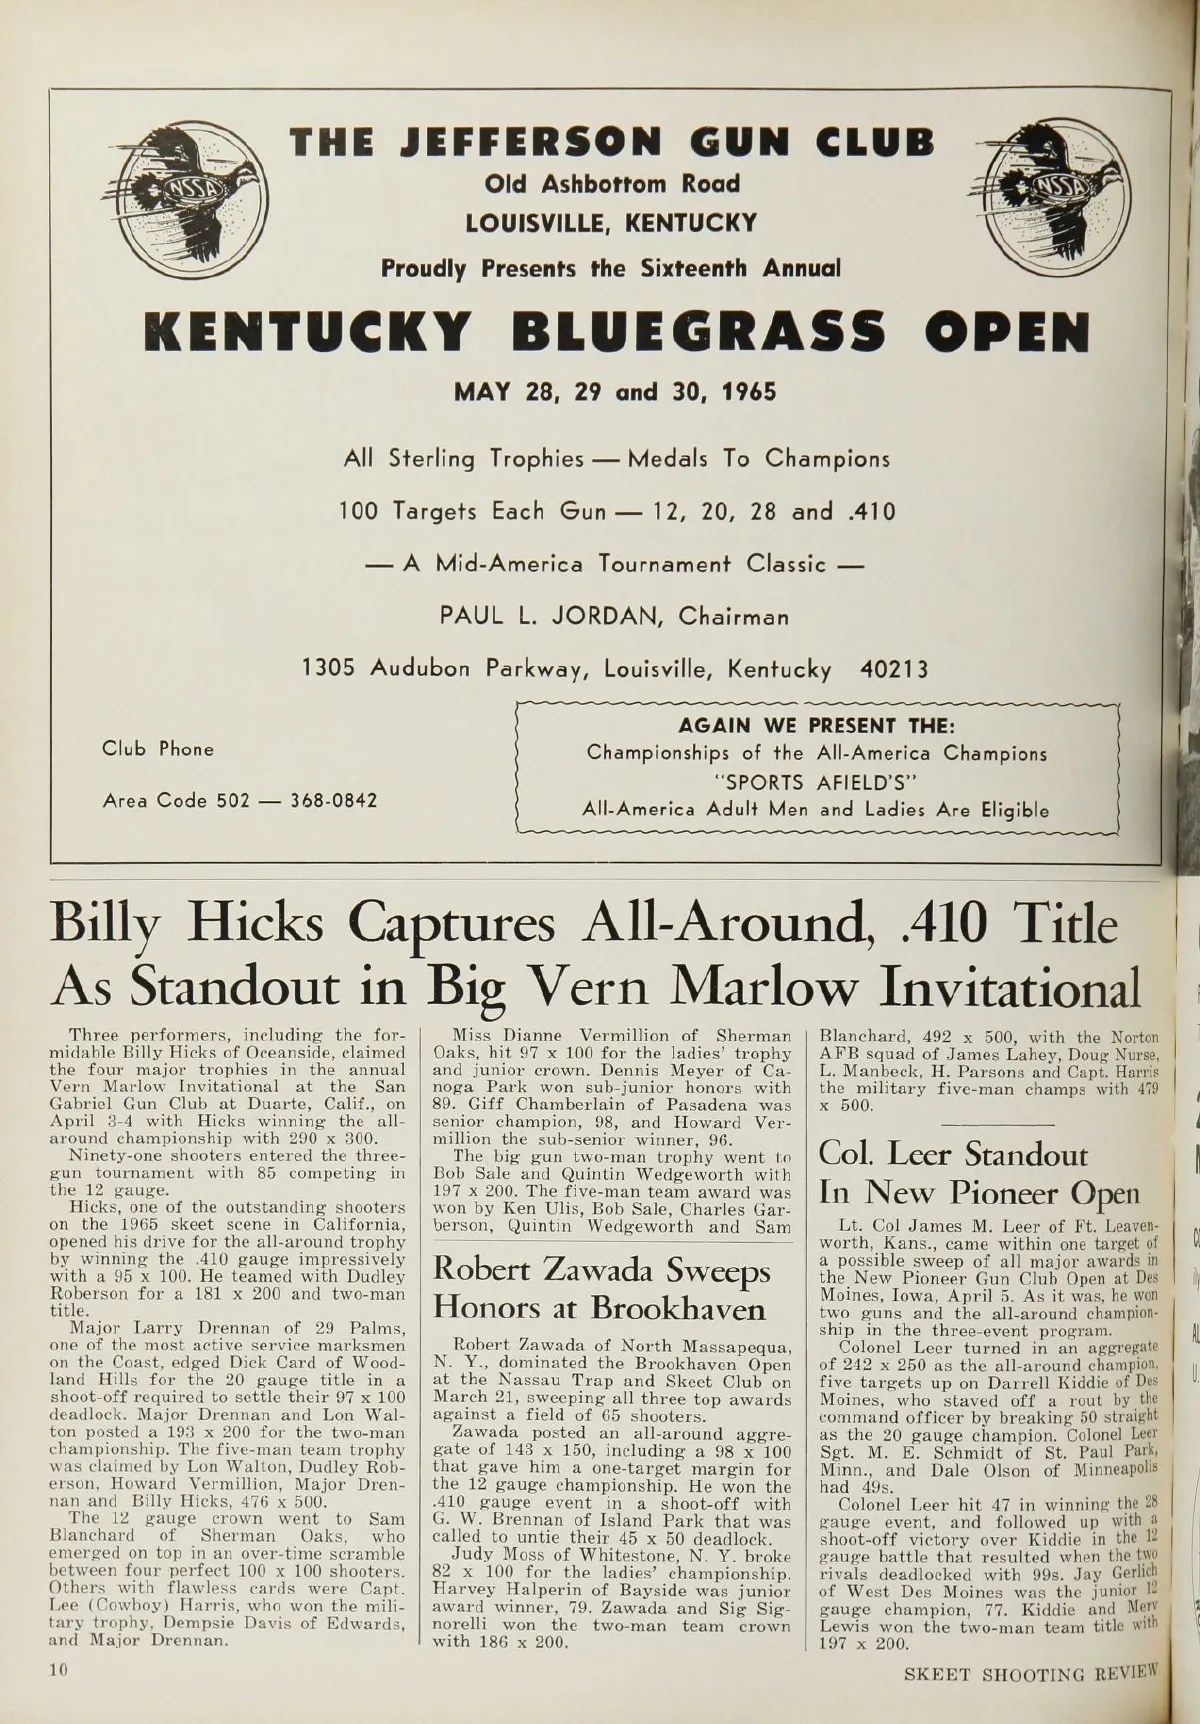 THE JEFFERSON GUN CLUB
Old Ashbottom Road
LOUISVILLE, KENTUCKY
Proudly Presents the Sixteenth Annual
KENTUCKY BLUEGRASS OPEN
MAY 28, 29 and 30, 1965
NSSA
NSSA
All Sterling Trophies — Medals To Champions
100 Targets Each Gun — 12, 20, 28 and .410
— A Mid-America Tournament Classic —
PAUL L. JORDAN, Chairman
1305 Audubon Parkway, Louisville, Kentucky 40213
Club Phone
Area Code 502 — 368-0842
AGAIN WE PRESENT THE:
Championships of the All-America Champions
"SPORTS AFIELD'S"
All-America Adult Men and Ladies Are Eligible
Billy Hicks Captures All-Around, .410 Title
As Standout in Big Vern Marlow Invitational
Three performers, including the for-
midable Billy Hicks of Oceanside, claimed
the four major trophies in the annual
Vern Marlow Invitational at the San
Gabriel Gun Club at Duarte, Calif., on
April 3-4 with Hicks winning the all-
around championship with 290 x 300.
Ninety-one shooters entered the three-
gun tournament with 85 competing in
the 12 gauge.
Hicks, one of the outstanding shooters
on the 1965 skeet scene in California,
opened his drive for the all-around trophy
by winning the .410 gauge impressively
with a 95 x 100. He teamed with Dudley
Roberson for a 181 x 200 and two-man
title.
Major Larry Drennan of 29 Palms,
one of the most active service marksmen
on the Coast, edged Dick Card of Wood-
land Hills for the 20 gauge title in a
shoot-off required to settle their 97 x 100
deadlock. Major Drennan and Lon Wal-
ton posted a 193 x 200 for the two-man
championship. The five-man team trophy
was claimed by Lon Walton, Dudley Rob-
erson, Howard Vermillion, Major Dren-
nan and Billy Hicks, 476 x 500.
The 12 gauge crown went to Sam
Blanchard of Sherman Oaks, who
emerged on top in an over-time scramble
between four perfect 100 x 100 shooters.
Others with flawless cards were Capt.
Lee (Cowboy) Harris, who won the mili-
tary trophy, Dempsie Davis of Edwards,
and Major Drennan.
Miss Dianne Vermillion of Sherman
Oaks, hit 97 x 100 for the ladies' trophy
and junior crown. Dennis Meyer of Ca-
noga Park won sub-junior honors with
89. Giff Chamberlain of Pasadena was
senior champion, 98, and Howard Ver-
million the sub-senior winner, 96.
The big gun two-man trophy went to
Bob Sale and Quintin Wedgeworth with
197 x 200. The five-man team award was
won by Ken Ulis, Bob Sale, Charles Gar-
berson, Quintin Wedgeworth and Sam
Robert Zawada Sweeps
Honors at Brookhaven
Robert Zawada of North Massapequa,
N. Y., dominated the Brookhaven Open
at the Nassau Trap and Skeet Club on
March 21, sweeping all three top awards
against a field of 65 shooters.
Zawada posted an all-around aggre-
gate of 143 x 150, including a 98 x 100
that gave him a one-target margin for
the 12 gauge championship. He won the
.410 gauge event in a shoot-off with
G. W. Brennan of Island Park that was
called to untie their 45 x 50 deadlock.
Judy Moss of Whitestone, N. Y. broke
82 x 100 for the ladies' championship.
Harvey Halperin of Bayside was junior
award winner, 79. Zawada and Sig Sig-
norelli won the two-man team crown
with 186 x 200.
Blanchard, 492 x 500, with the Norton
AFB squad of James Lahey, Doug Nurse,
L. Manbeck, H. Parsons and Capt. Harris
the military five-man champs with 479
x 500.
Col. Leer Standout
In New Pioneer Open
Lt. Col James M. Leer of Ft. Leaven-
worth, Kans., came within one target of
a possible sweep of all major awards in
the New Pioneer Gun Club Open at Des
Moines, Iowa, April 5. As it was, he won
two guns and the all-around champion-
ship in the three-event program.
Colonel Leer turned in an aggregate
of 242 x 250 as the all-around champion,
five targets up on Darrell Kiddie of Des
Moines, who staved off a rout by the
command officer by breaking 50 straight
as the 20 gauge champion. Colonel Leer
Sgt. M. E. Schmidt of St. Paul Park,
Minn., and Dale Olson of Minneapolis
had 49s.
Colonel Leer hit 47 in winning the 28
gauge event, and followed up with a
shoot-off victory over Kiddie in the 12
gauge battle that resulted when the two
rivals deadlocked with 99s. Jay Gerlich
of West Des Moines was the junior 12
gauge champion, 77. Kiddie and Merv
Lewis won the two-man team title with
197 x 200.
10
SKEET SHOOTING REVIEW